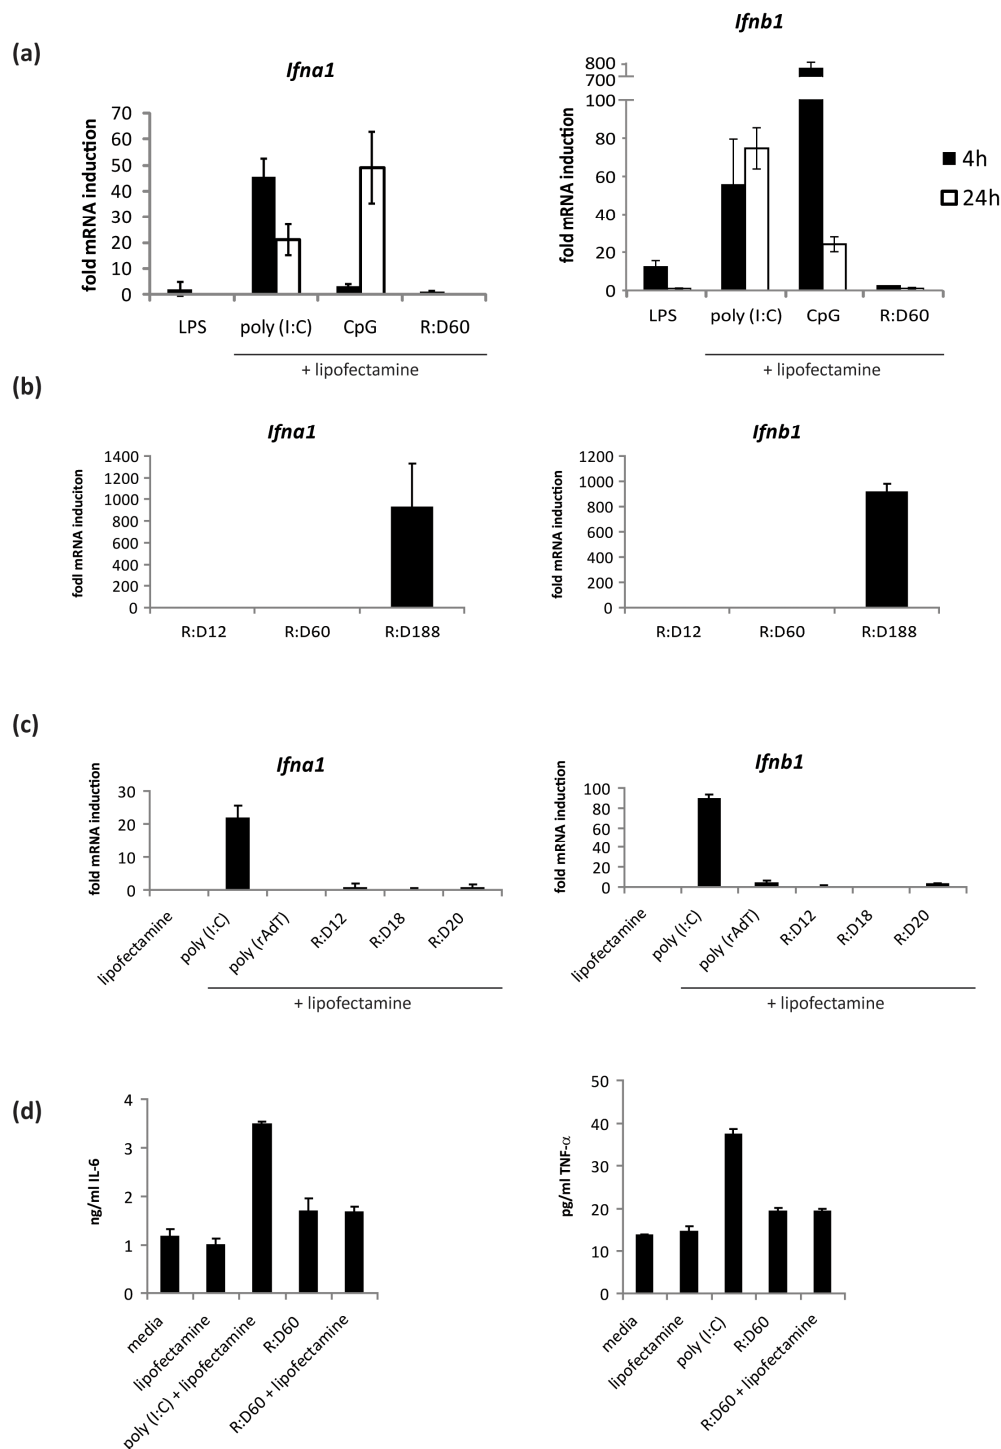 (a)
Ifna1
fold mRNA induction
70
60
50
40
30
20
10
0
LPS
poly (I:C)
CpG
R:D60
+ lipofectamine
Ifnb1
fold mRNA induction
800
700
100
80
60
40
20
0
LPS
poly (I:C)
CpG
R:D60
+ lipofectamine
4h
24h
(b)
Ifna1
fodl mRNA induciton
1400
1200
1000
800
600
400
200
0
R:D12
R:D60
R:D188
Ifnb1
fold mRNA induction
1200
1000
800
600
400
200
0
R:D12
R:D60
R:D188
(c)
Ifna1
fold mRNA induction
30
20
10
0
lipofectamine
poly (I:C)
poly (rAdT)
R:D12
R:D18
R:D20
+ lipofectamine
Ifnb1
fold mRNA induction
100
80
60
40
20
0
lipofectamine
poly (I:C)
poly (rAdT)
R:D12
R:D18
R:D20
+ lipofectamine
(d)
ng/ml IL-6
4
3
2
1
0
media
lipofectamine
poly (I:C) + lipofectamine
R:D60
R:D60 + lipofectamine
pg/ml TNF-α
50
40
30
20
10
0
media
lipofectamine
poly (I:C)
R:D60
R:D60 + lipofectamine